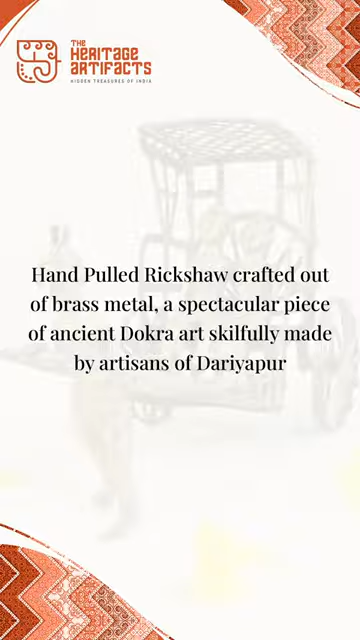 THE
HERITAGE
ARTIFACTS
HIDDEN TREASURES OF INDIA
Hand Pulled Rickshaw crafted out
of brass metal, a spectacular piece
of ancient Dokra art skilfully made
by artisans of Dariyapur